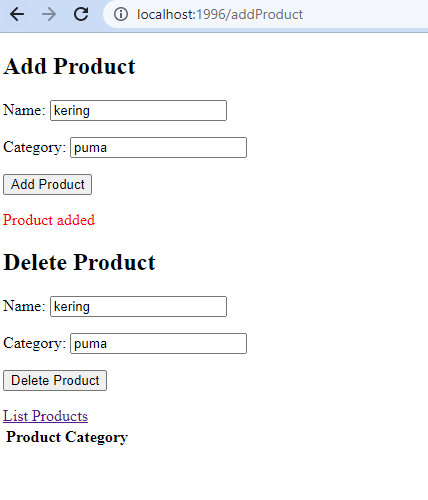 localhost:1996/addProduct
Add Product
Name: kering
Category: puma
Add Product
Product added
Delete Product
Name: kering
Category: puma
Delete Product
List Products
Product Category